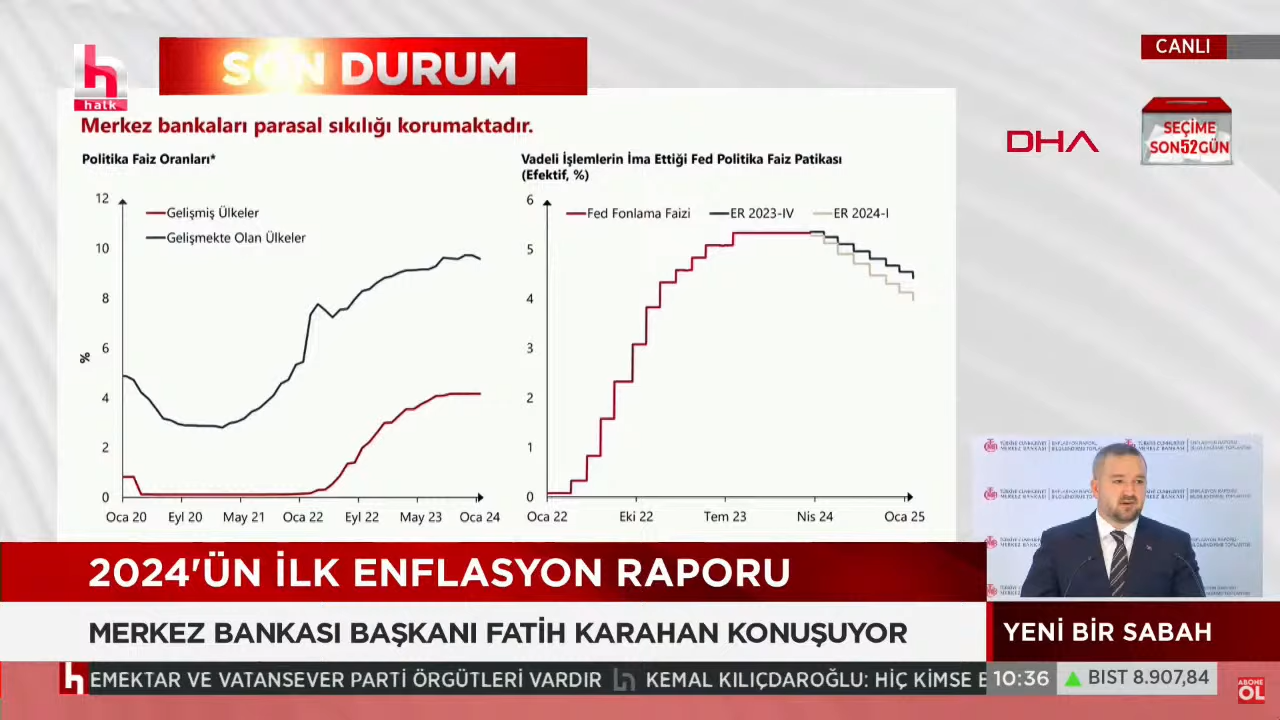 SON DURUM
CANLI
h
halk
Merkez bankaları parasal sıkılığı korumaktadır.
DHA
SEÇİME
SON 52 GÜN
Politika Faiz Oranları*
Vadeli İşlemlerin İma Ettiği Fed Politika Faiz Patikası
(Efektif, %)
12
10
8
6
4
2
0
%
Gelişmiş Ülkeler
Gelişmekte Olan Ülkeler
Oca 20 Eyl 20 May 21 Oca 22 Eyl 22 May 23 Oca 24
6
5
4
3
2
1
0
Fed Fonlama Faizi ER 2023-IV ER 2024-I
Oca 22 Eki 22 Tem 23 Nis 24 Oca 25
2024'ÜN İLK ENFLASYON RAPORU
MERKEZ BANKASI BAŞKANI FATİH KARAHAN KONUŞUYOR
YENİ BİR SABAH
EMEKTAR VE VATANSEVER PARTİ ÖRGÜTLERİ VARDIR h KEMAL KILIÇDAROĞLU: HİÇ KİMSE
10:36
BIST 8.907,84
ABONE
OL